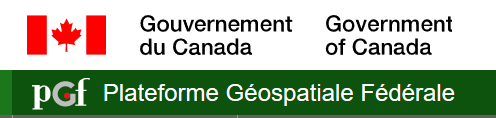 Gouvernement
du Canada
Government
of Canada
pGf Plateforme Géospatiale Fédérale